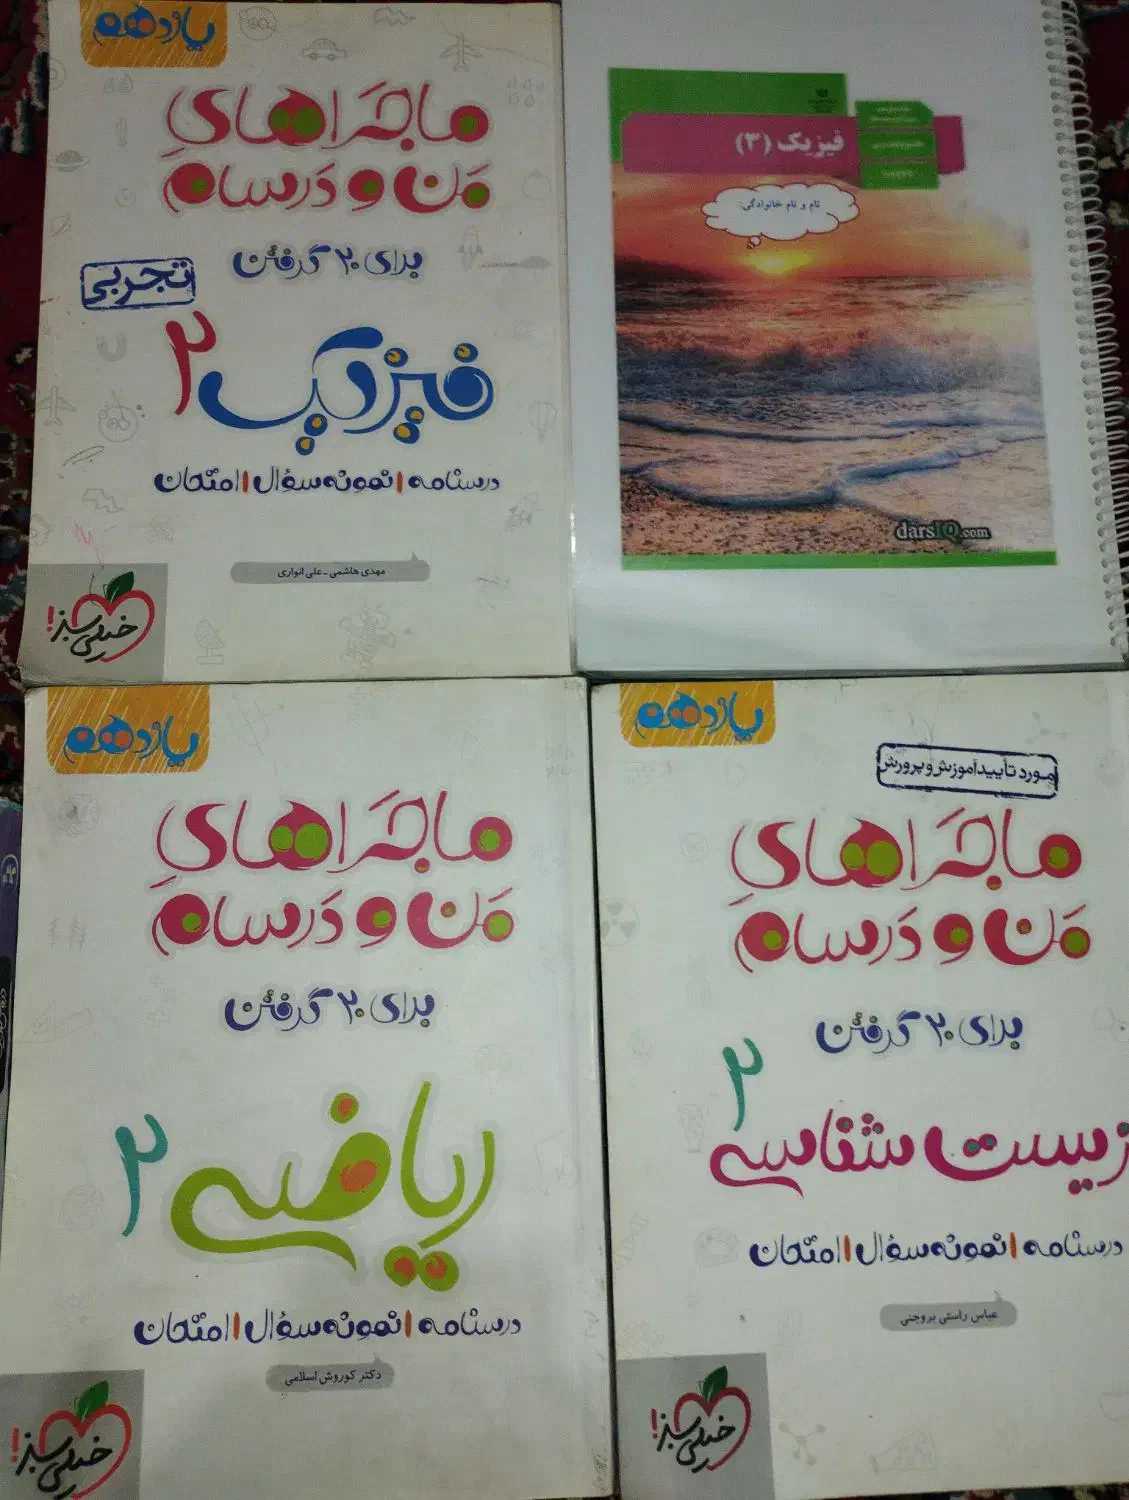 یازدهم
ماجراهای
من و درسام
برای ۲۰ گرفتن
تجربی
فیزیک ۲
درسنامه | نمونه سؤال | امتحان
مهدی هاشمی - علی انواری
خیلی سبز!
فیزیک (۳)
نام و نام خانوادگی:
darsIQ.com
یازدهم
ماجراهای
من و درسام
برای ۲۰ گرفتن
ریاضی ۲
درسنامه | نمونه سؤال | امتحان
دکتر کوروش اسلامی
خیلی سبز!
یازدهم
مورد تأیید آموزش و پرورش
ماجراهای
من و درسام
برای ۲۰ گرفتن
زیست شناسی ۲
درسنامه | نمونه سؤال | امتحان
عباس راستی بروجنی
خیلی سبز!